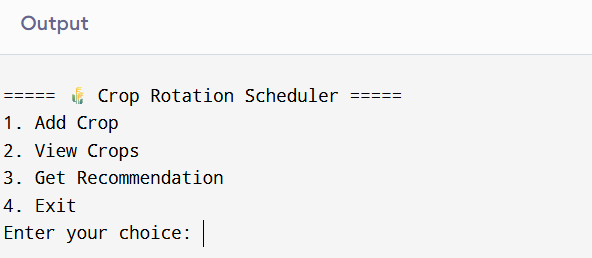 Output
===== 🌾 Crop Rotation Scheduler =====
1. Add Crop
2. View Crops
3. Get Recommendation
4. Exit
Enter your choice: